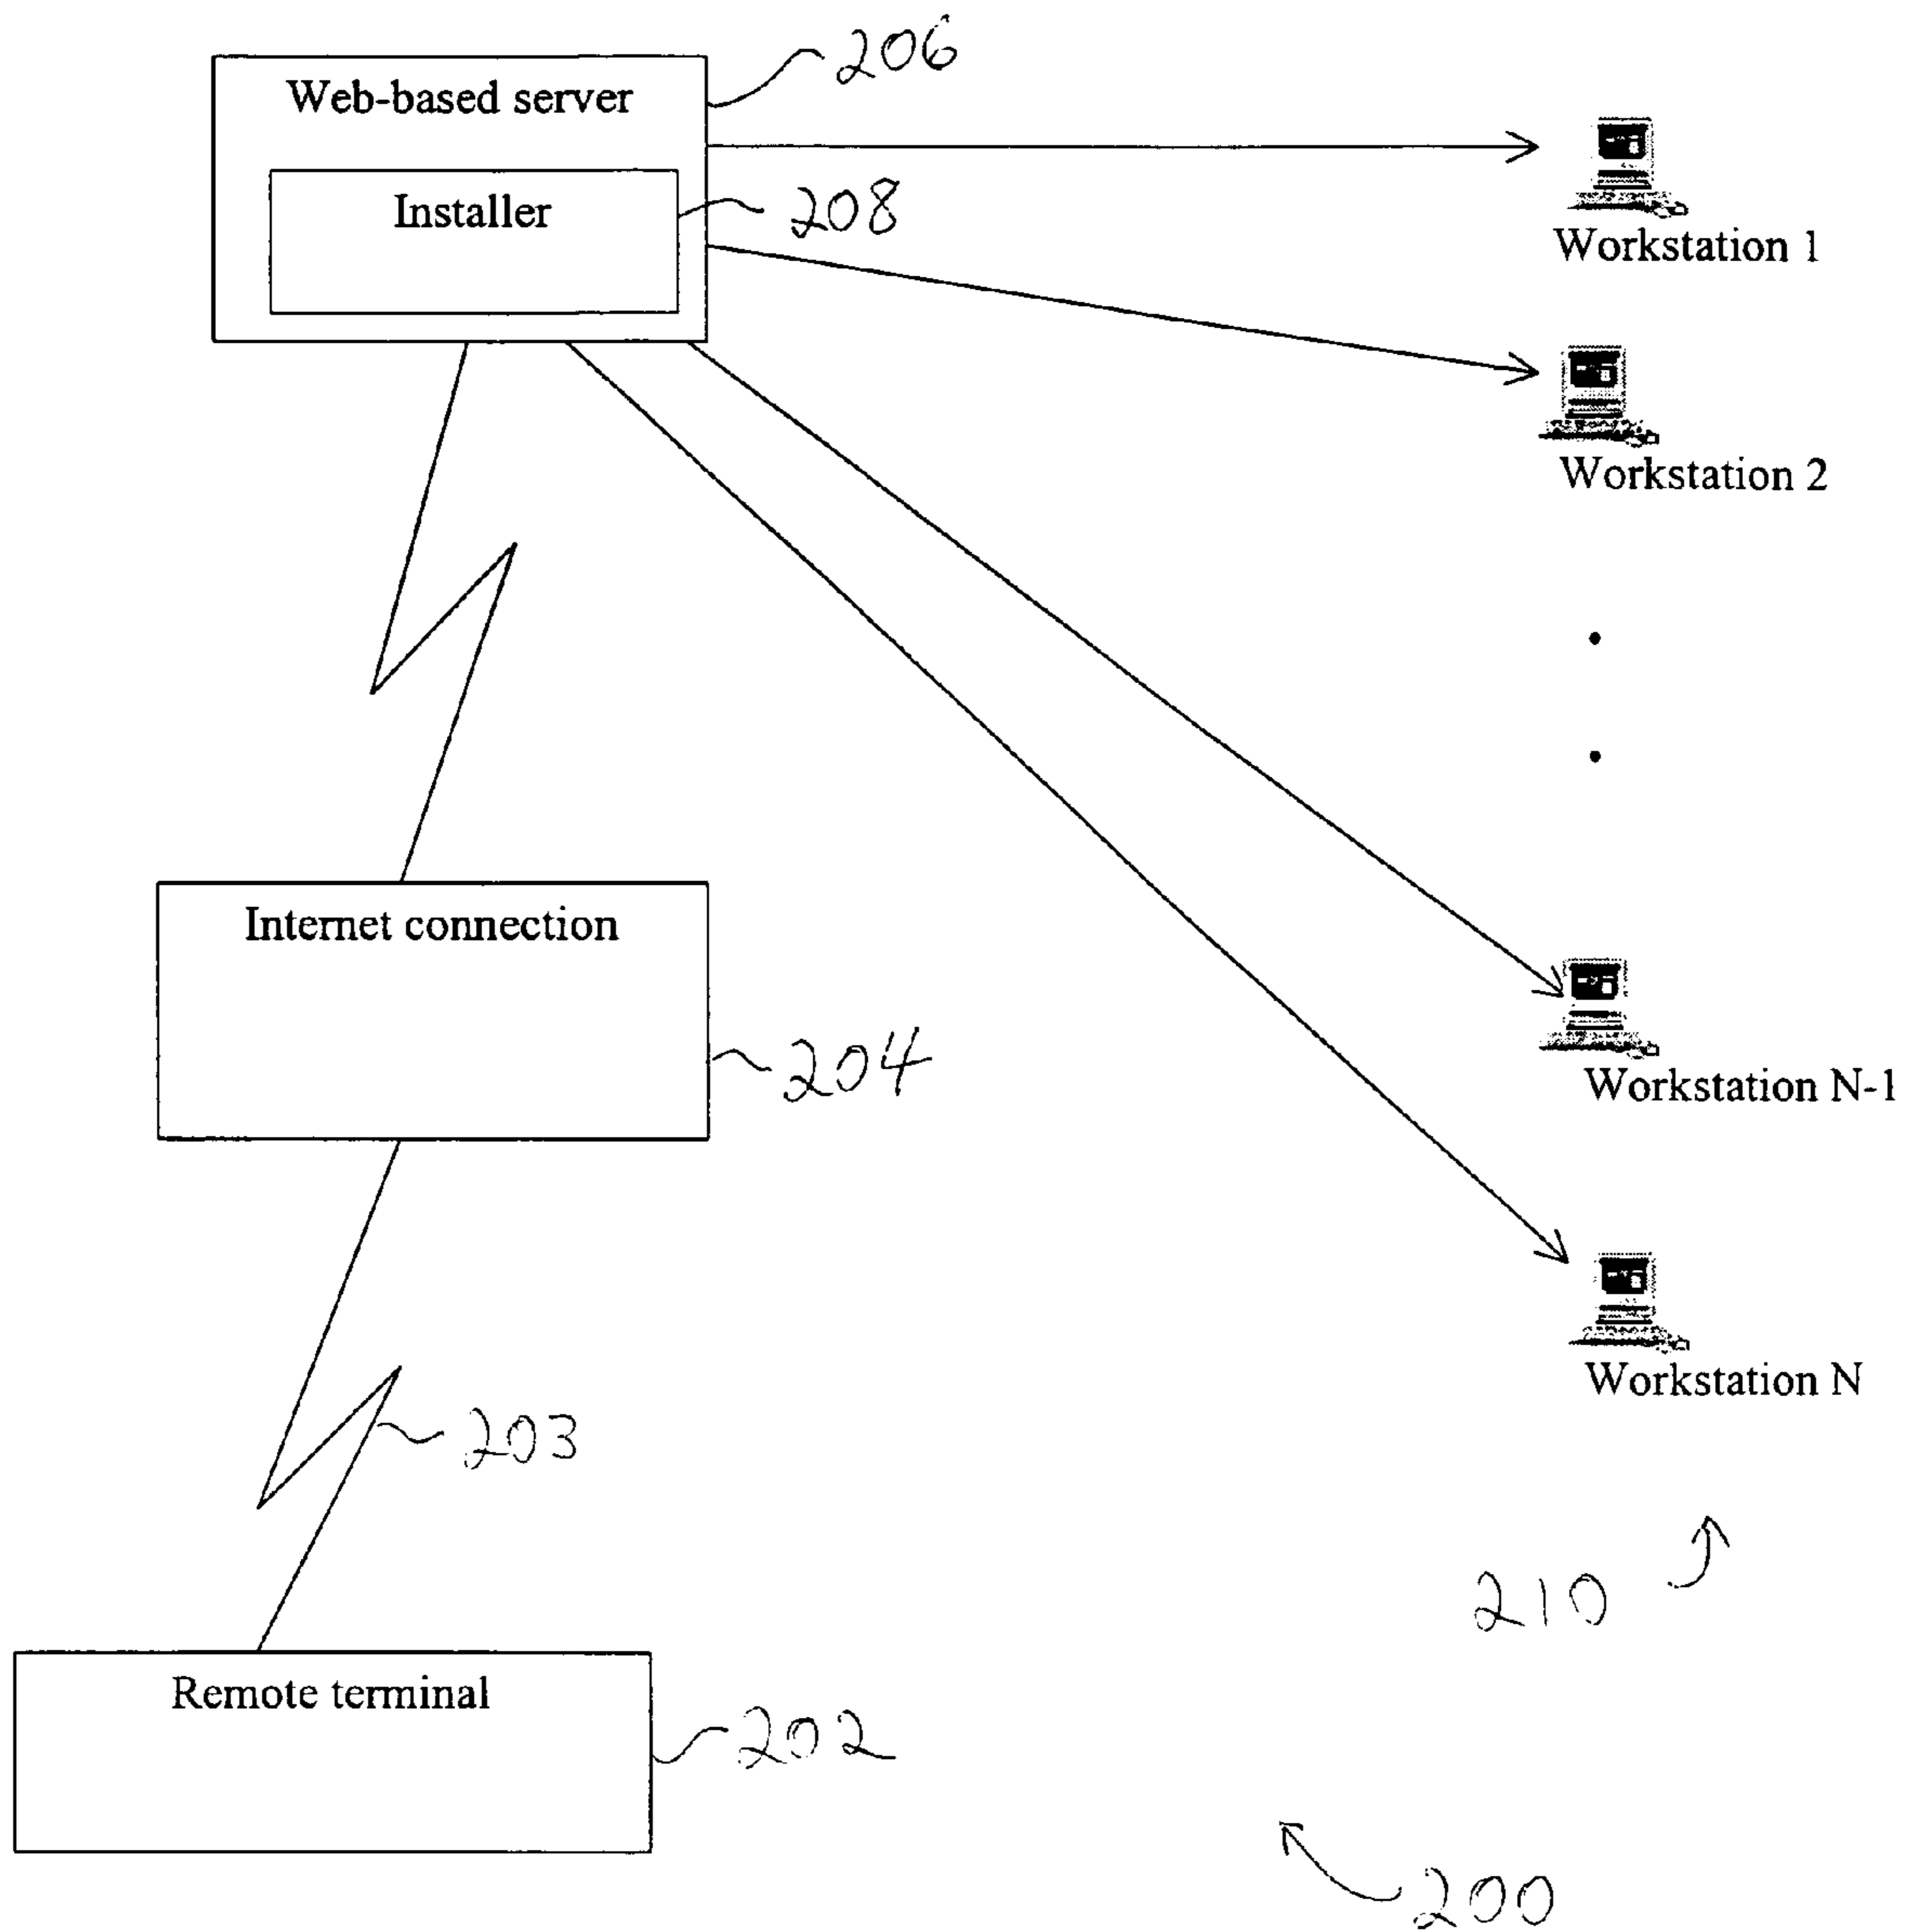 206
Web-based server
Installer
208
Workstation 1
Workstation 2
Internet connection
204
Workstation N-1
Workstation N
203
210
Remote terminal
202
200